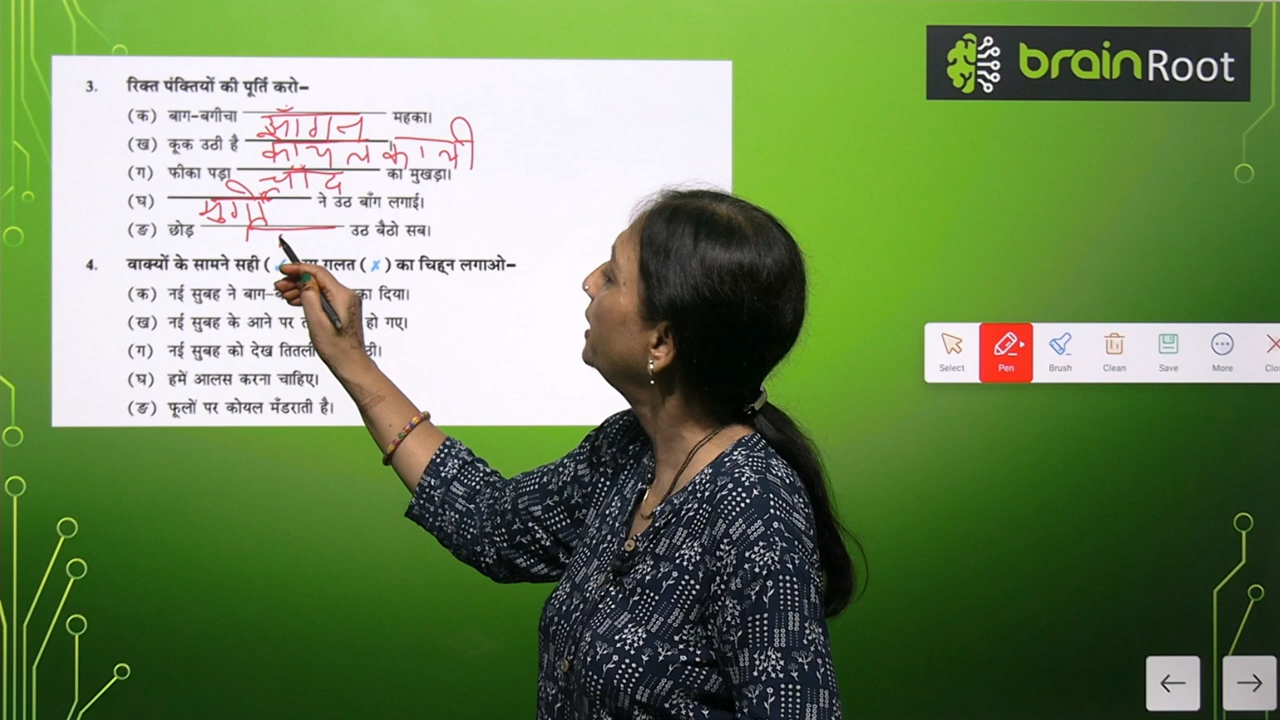 brainRoot
3. रिक्त पंक्तियों की पूर्ति करो-
(क) बाग-बगीचा आँगन महका।
(ख) कूक उठी है कोयल काली
(ग) फीका पड़ा चाँद का मुखड़ा।
(घ) मुर्गे ने उठ बाँग लगाई।
(ङ) छोड़ उठ बैठो सब।
4. वाक्यों के सामने सही ( गलत ( ✗ ) का चिह्न लगाओ-
(क) नई सुबह ने बाग- का दिया।
(ख) नई सुबह के आने पर हो गए।
(ग) नई सुबह को देख तितली
(घ) हमें आलस करना चाहिए।
(ङ) फूलों पर कोयल मँडराती है।
Select Pen Brush Clean Save More